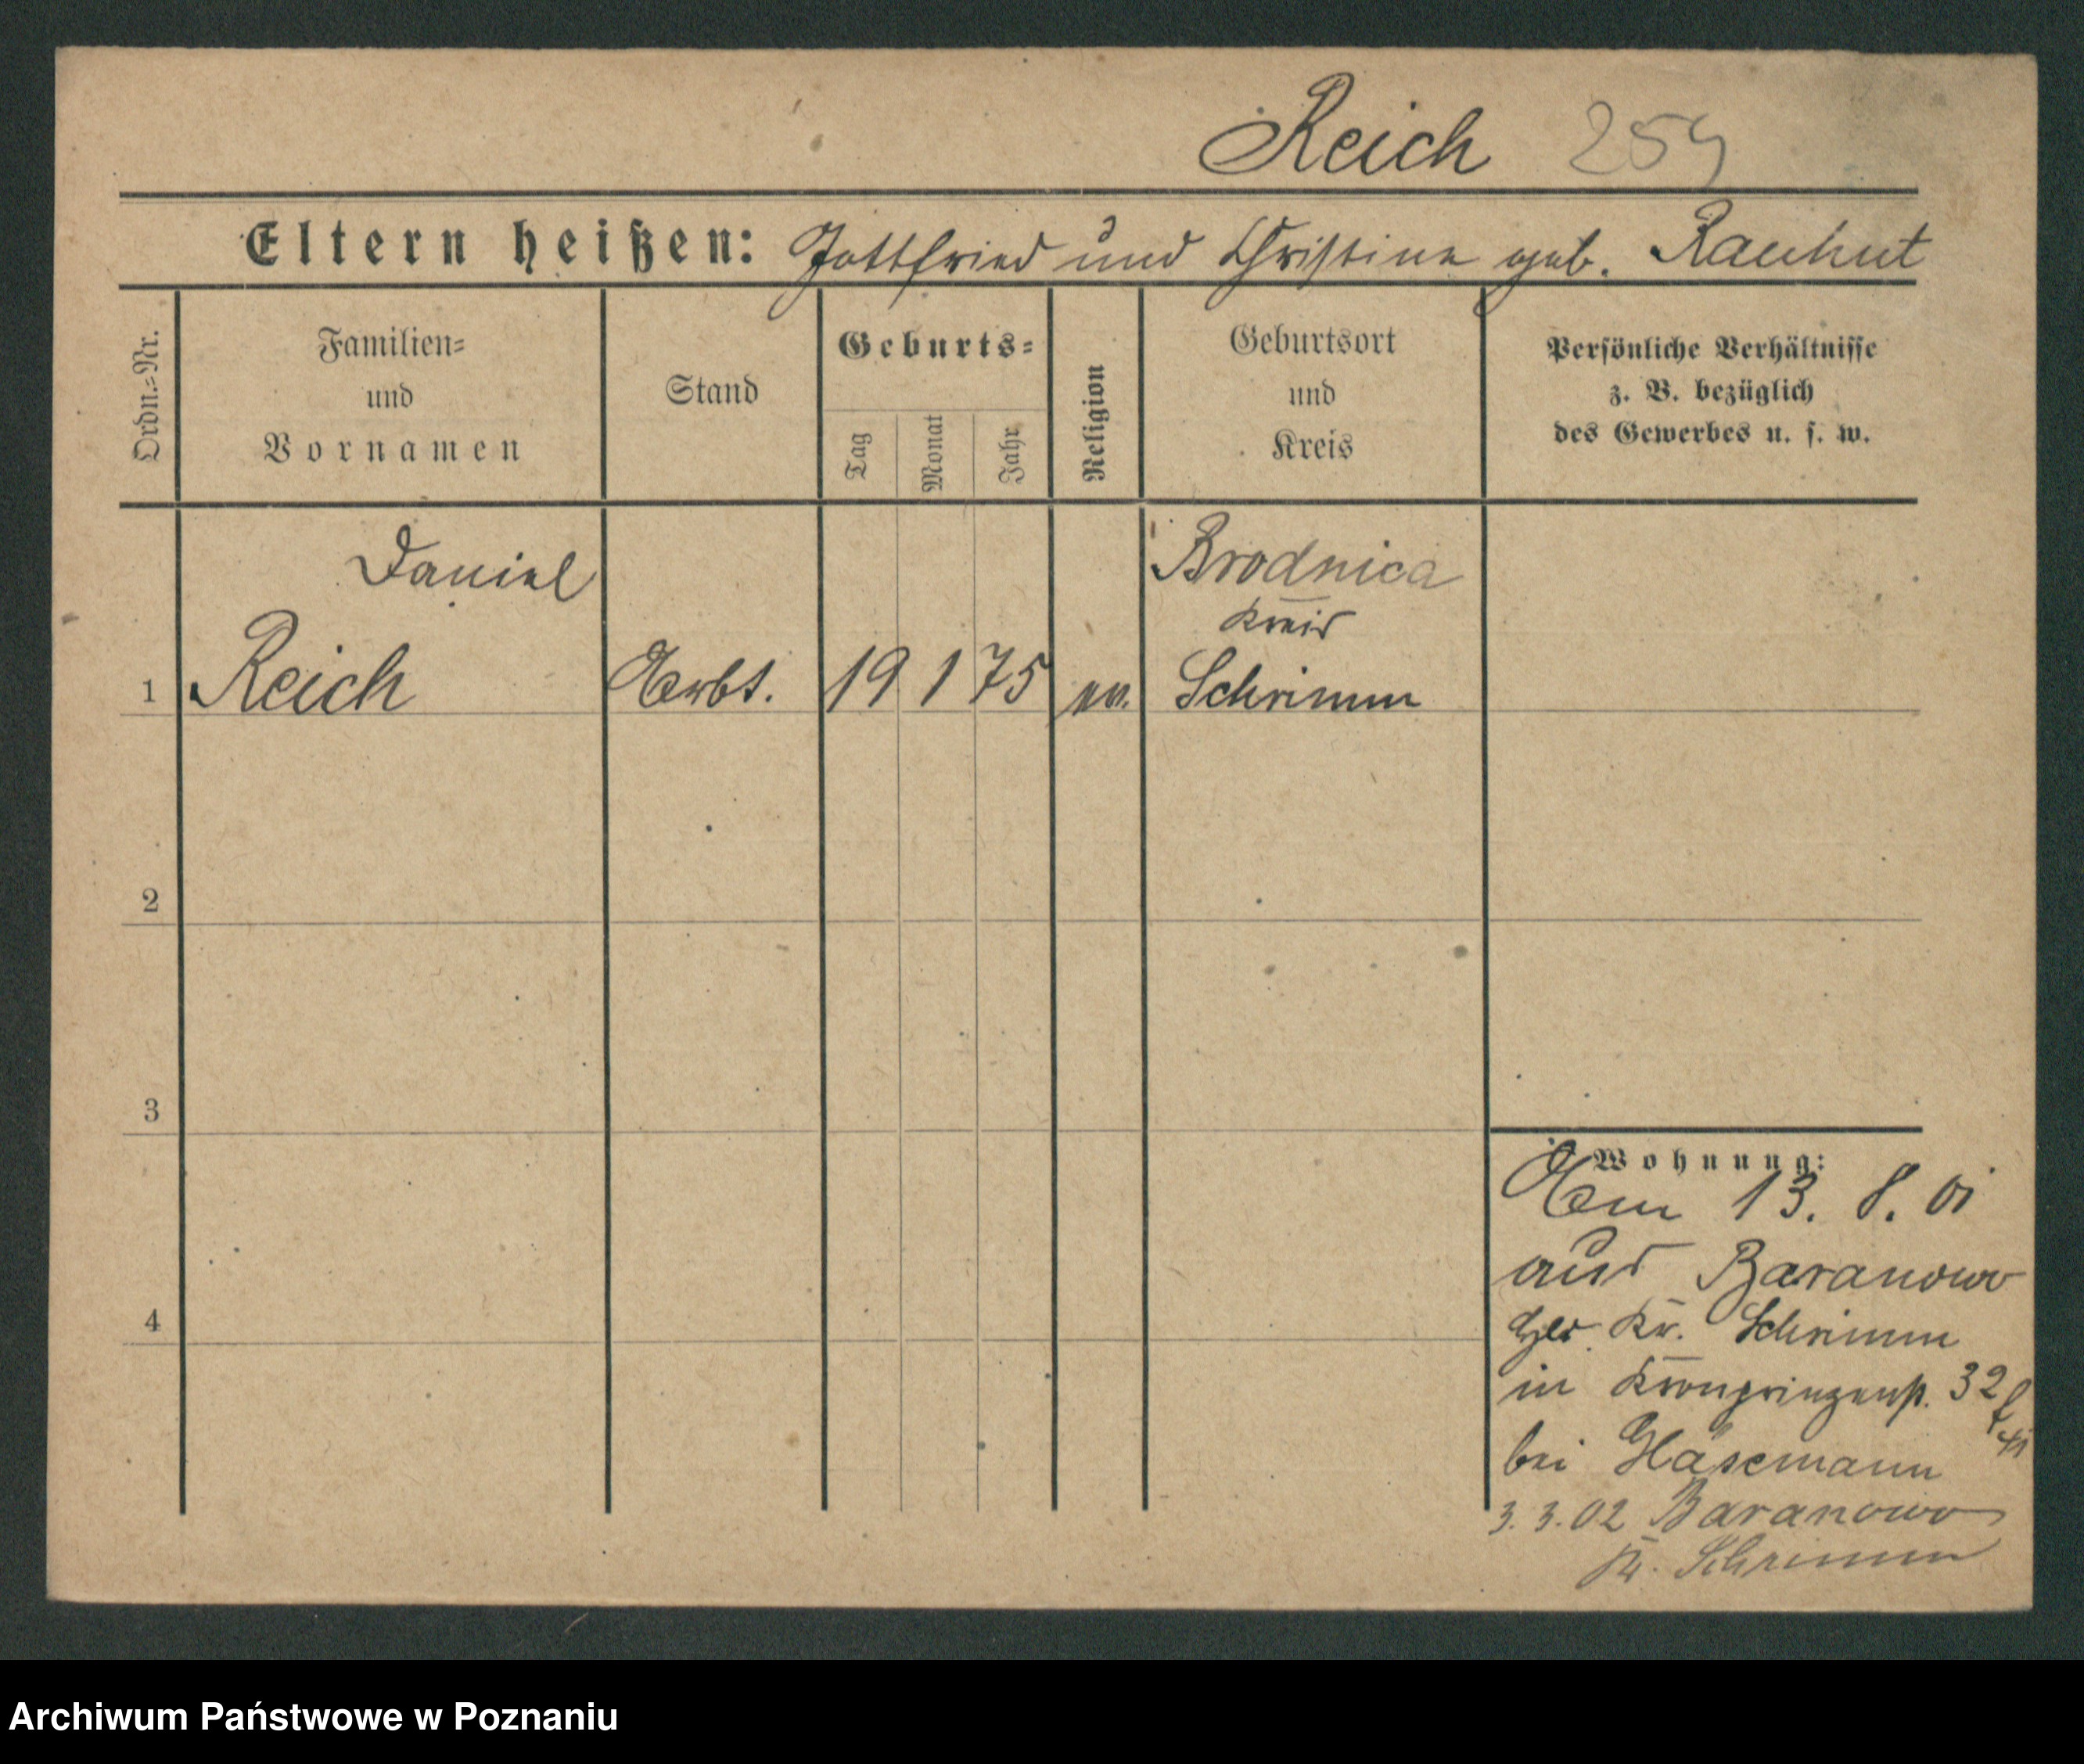 Reich 259
Eltern heißen: Gottfried und Christine geb. Rauhut
Ordn.=Nr.
Familien=
und
Vornamen
Stand
Geburts=
Tag
Monat
Jahr
Religion
Geburtsort
und
Kreis
Persönliche Verhältnisse
z. B. bezüglich
des Gewerbes u. s. w.
1
Daniel
Reich
Arbt.
19 1 75
ev.
Brodnica
Kreis
Schrimm
2
3
4
Wohnung:
Am 13. 8. 01
aus Baranowo
Kr. Schrimm
in Kronprinzenst. 32
bei Gläsemann
3.3.02 Baranowo
Kr. Schrimm
Archiwum Państwowe w Poznaniu